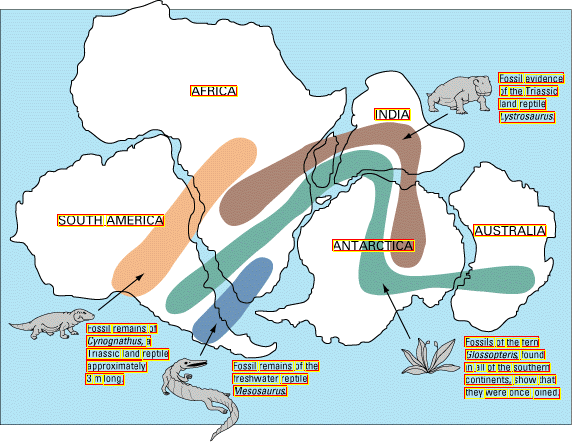 AFRICA
Fossil evidence
of the Triassic
land reptile
Lystrosaurus.
INDIA
SOUTH AMERICA
ANTARCTICA
AUSTRALIA
Fossil remains of
Cynognathus, a
Triassic land reptile
approximately
3 m long.
Fossil remains of the
freshwater reptile
Mesosaurus.
Fossils of the fern
Glossopteris, found
in all of the southern
continents, show that
they were once joined.